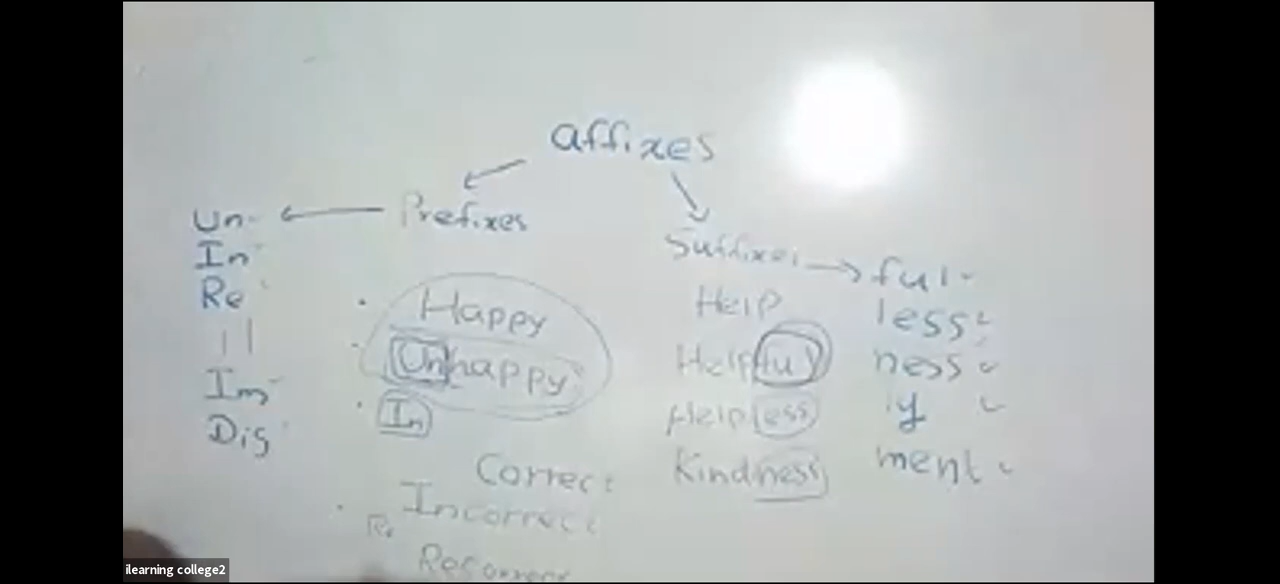 affixes
Prefixes
Un-
In-
Re-
Im-
Dis-
Happy
Unhappy
In
Correct
Incorrect
Re
Suffixes
ful
less
ness
y
ment
Help
Helpful
Helpless
Kindness
ilearning college2